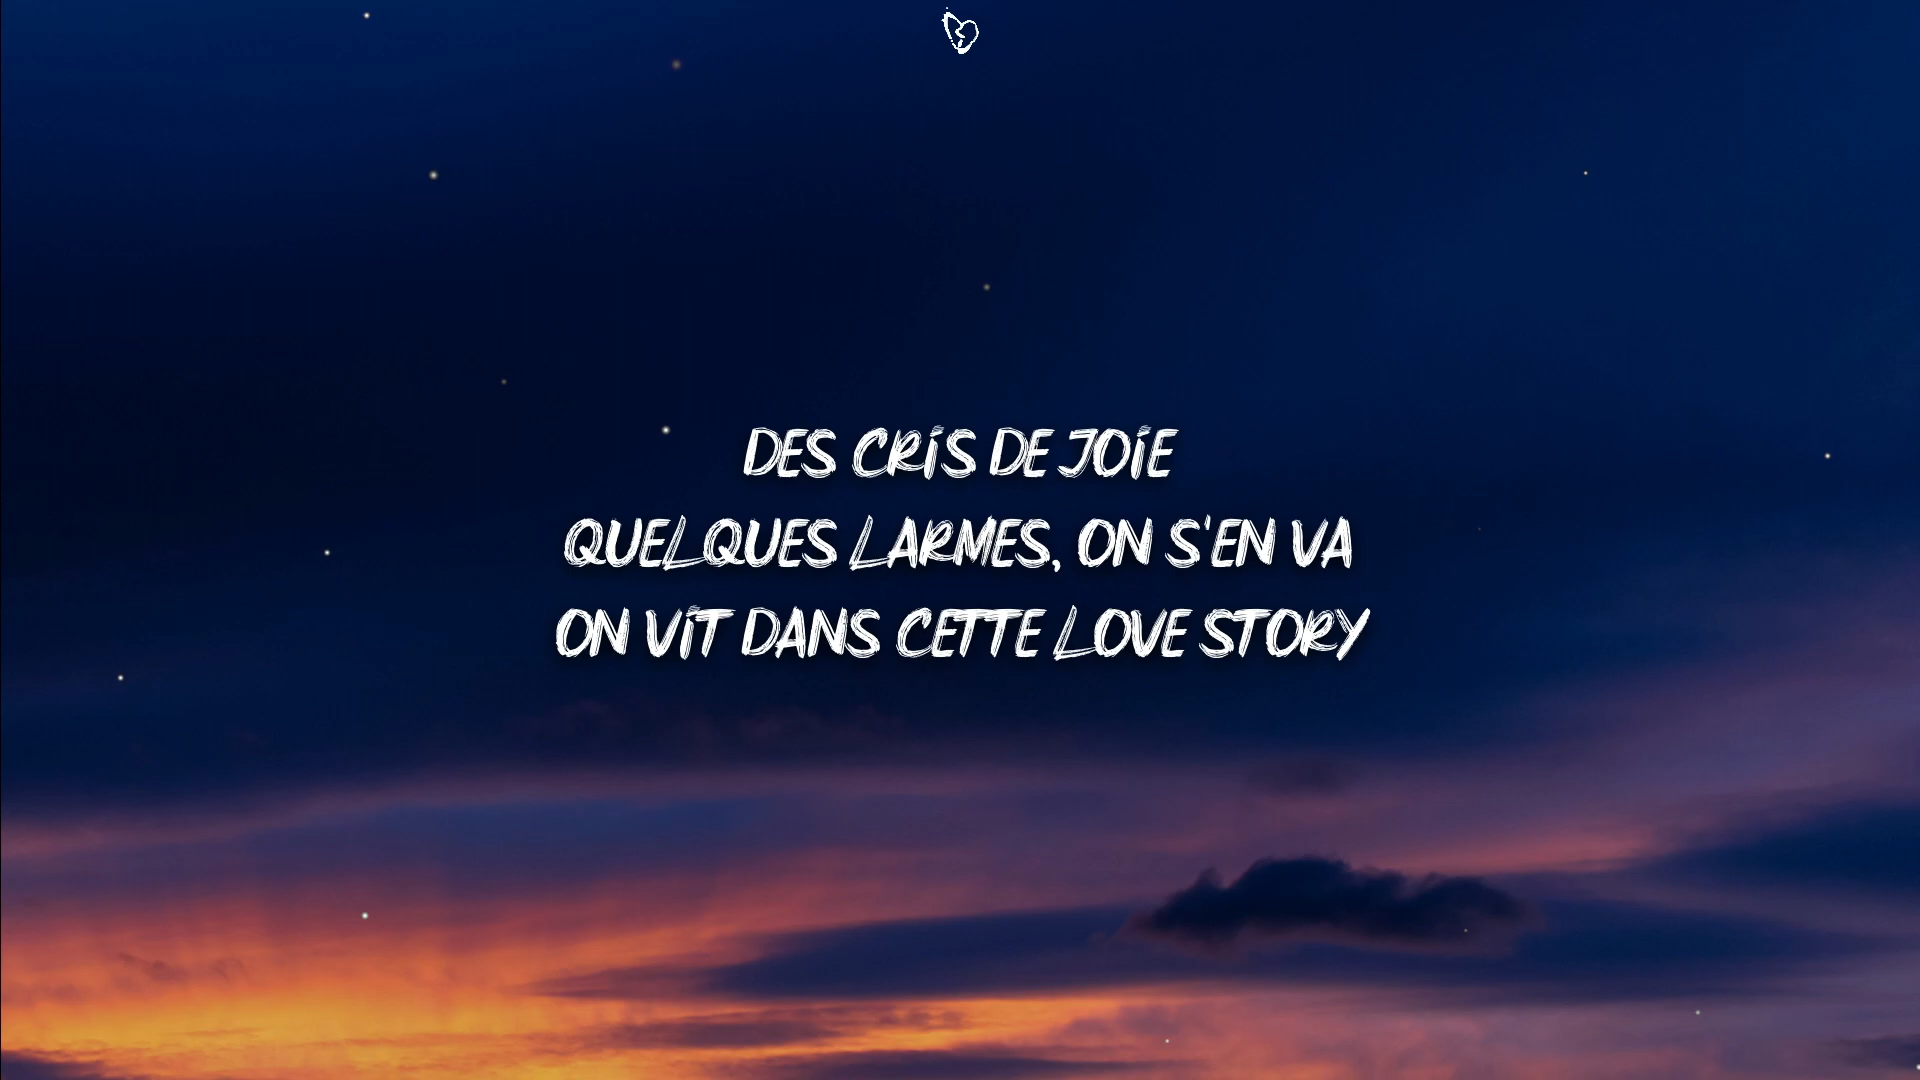 DES CRIS DE JOIE
QUELQUES LARMES, ON S'EN VA
ON VIT DANS CETTE LOVE STORY